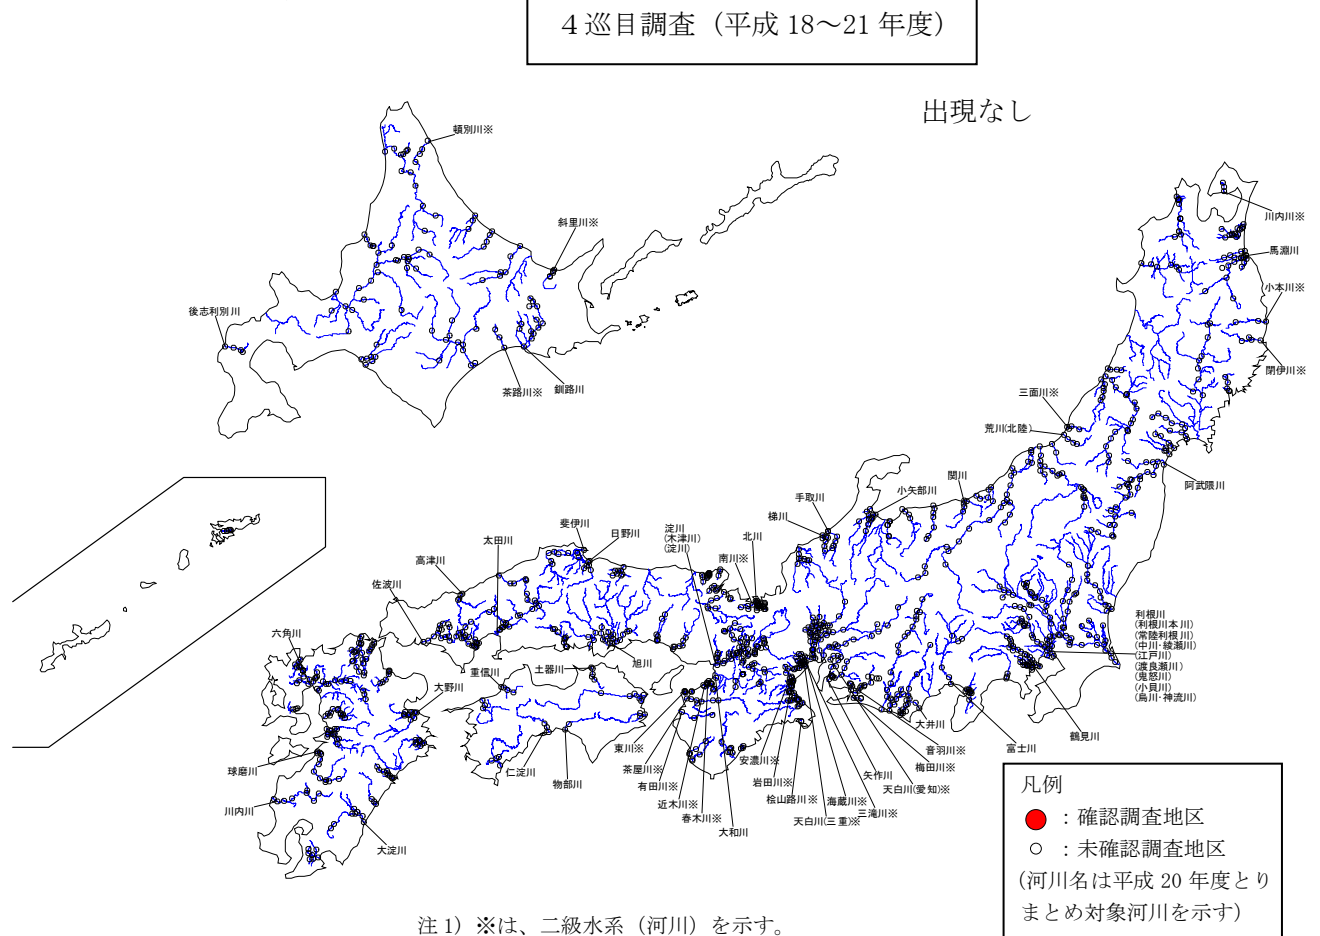 4巡目調査（平成 18～21 年度）
出現なし
頓別川※
斜里川※
後志利別川
茶路川※
釧路川
川内川※
馬淵川
小本川※
閉伊川※
三面川※
荒川(北陸)
阿武隈川
関川
小矢部川
手取川
梯川
北川
南川※
淀川
(木津川)
(淀川)
日野川
斐伊川
太田川
高津川
佐波川
六角川
重信川
土器川
旭川
大野川
球磨川
川内川
大淀川
仁淀川
物部川
東川※
茶屋川※
有田川※
近木川※
春木川※
大和川
安濃川※
岩田川※
桧山路川※
天白川(三重)※
海蔵川※
三滝川※
矢作川
天白川(愛知)※
梅田川※
音羽川※
大井川
富士川
鶴見川
利根川
(利根川本川)
(常陸利根川)
(中川・綾瀬川)
(江戸川)
(渡良瀬川)
(鬼怒川)
(小貝川)
(烏川・神流川)
凡例
：確認調査地区
：未確認調査地区
(河川名は平成 20 年度とり
まとめ対象河川を示す)
注 1）※は、二級水系（河川）を示す。